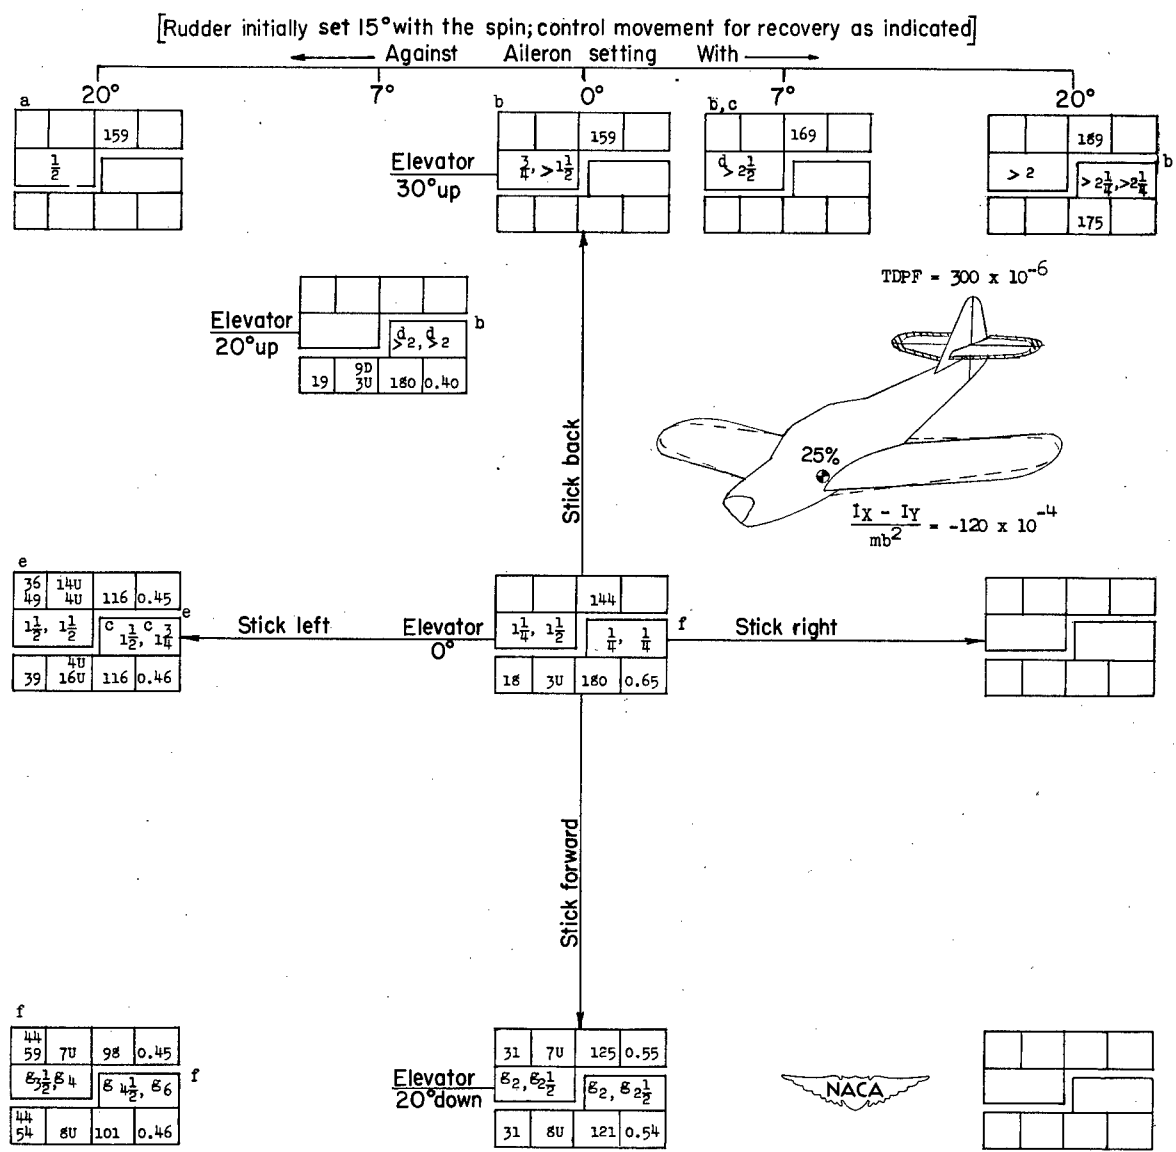 [Rudder initially set 15° with the spin; control movement for recovery as indicated]
Against Aileron setting With
20° 7° 0° 7° 20°
a
159
1/2
b
Elevator
30° up
159
3/4, >1 1/2
b,c
169
d
>2 1/2
189
>2
b
>2 1/4, >2 1/4
175
TDPF = 300 x 10^-6
Elevator
20° up
b
d d
>2, >2
19
9D
3U
180 0.40
Stick back
25%
IX - IY
mb² = -120 x 10^-4
e
36 14U
49 4U 116 0.45
1 1/2, 1 1/2
e
c 1 1/2, c 1 3/4
4U
39 16U 116 0.46
Stick left
Elevator
0°
144
1 1/4, 1 1/2
f
1/4, 1/4
18 3U 180 0.65
Stick right
Stick forward
f
44
59 7U 98 0.45
g 3 1/2, g 4
f
g 4 1/2, g 6
44
54 8U 101 0.46
Elevator
20° down
31 7U 125 0.55
g 2, g 2 1/2
g 2, g 2 1/2
31 8U 121 0.54
NACA